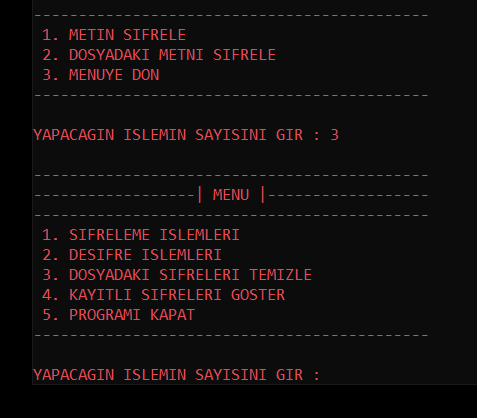 --------------------------------------------
1. METIN SIFRELE
2. DOSYADAKI METNI SIFRELE
3. MENUYE DON
--------------------------------------------
YAPACAGIN ISLEMIN SAYISINI GIR : 3
--------------------------------------------
------------------| MENU |------------------
--------------------------------------------
1. SIFRELEME ISLEMLERI
2. DESIFRE ISLEMLERI
3. DOSYADAKI SIFRELERI TEMIZLE
4. KAYITLI SIFRELERI GOSTER
5. PROGRAMI KAPAT
--------------------------------------------
YAPACAGIN ISLEMIN SAYISINI GIR :